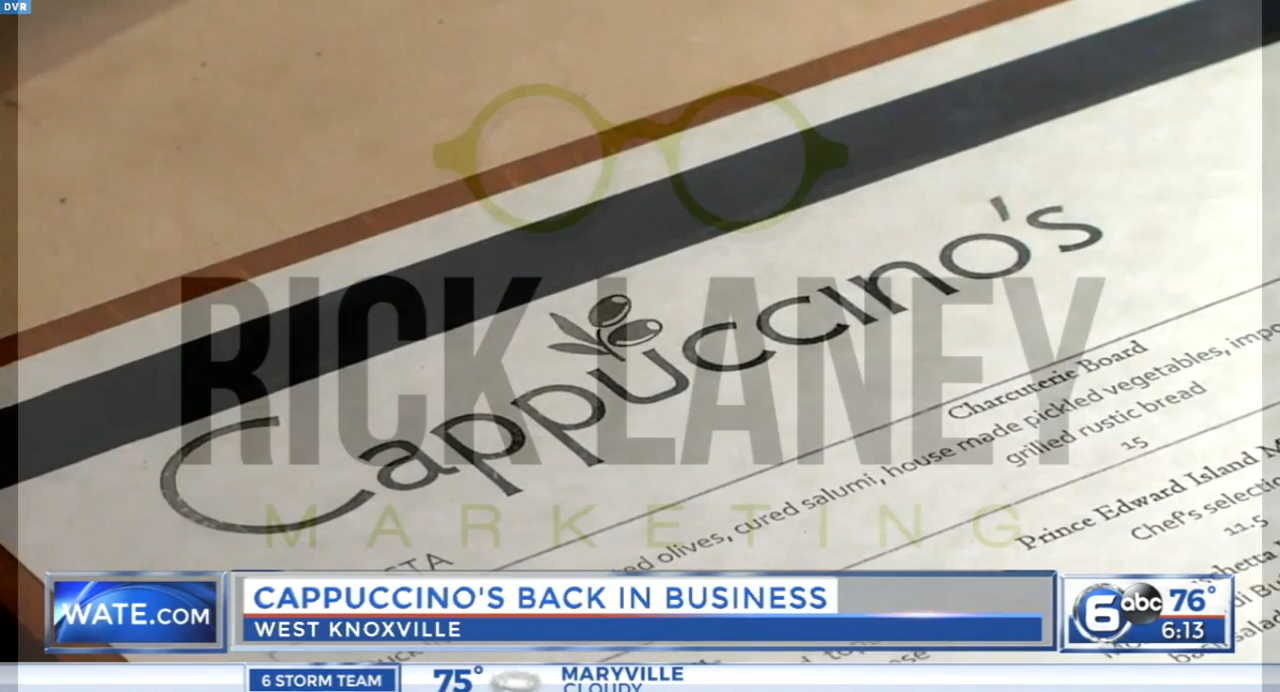 DVR
RICK LANEY
MARKETING
Cappuccino's
Charcuterie Board
olives, cured salumi, house made pickled vegetables,
grilled rustic bread
15
Prince Edward Island
Chef's
11.5
WATE.COM
CAPPUCCINO'S BACK IN BUSINESS
WEST KNOXVILLE
6 abc 76°
6:13
6 STORM TEAM 75° MARYVILLE
CLOUDY